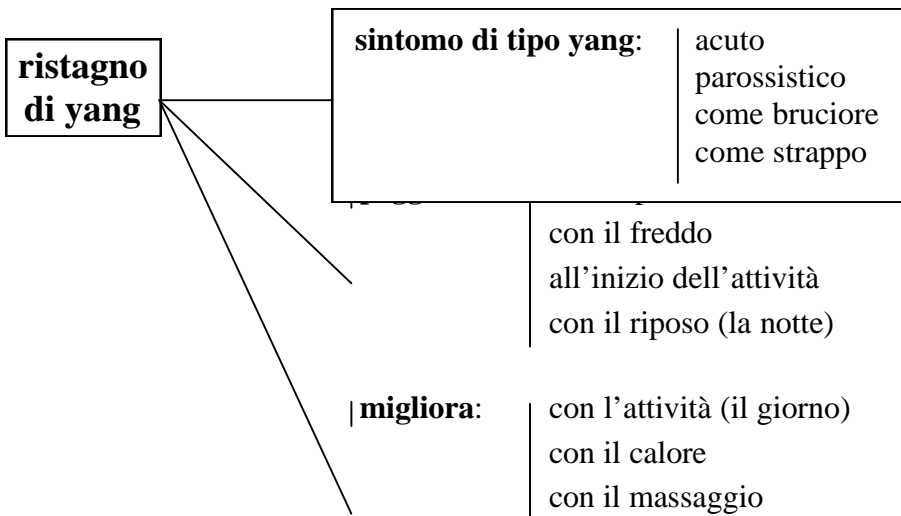 ristagno
di yang
sintomo di tipo yang:
acuto
parossistico
come bruciore
come strappo
con il freddo
all’inizio dell’attività
con il riposo (la notte)
migliora:
con l’attività (il giorno)
con il calore
con il massaggio